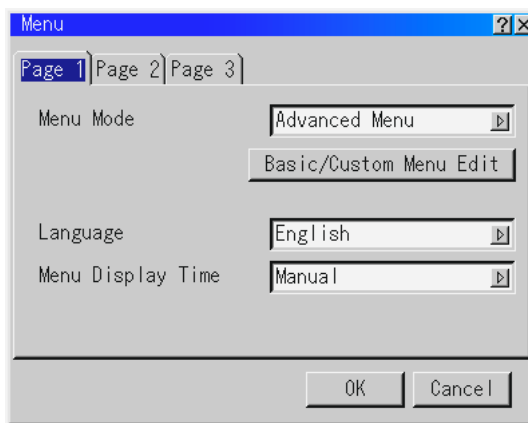 Menu
Page 1 Page 2 Page 3
Menu Mode Advanced Menu
Basic/Custom Menu Edit
Language English
Menu Display Time Manual
OK Cancel